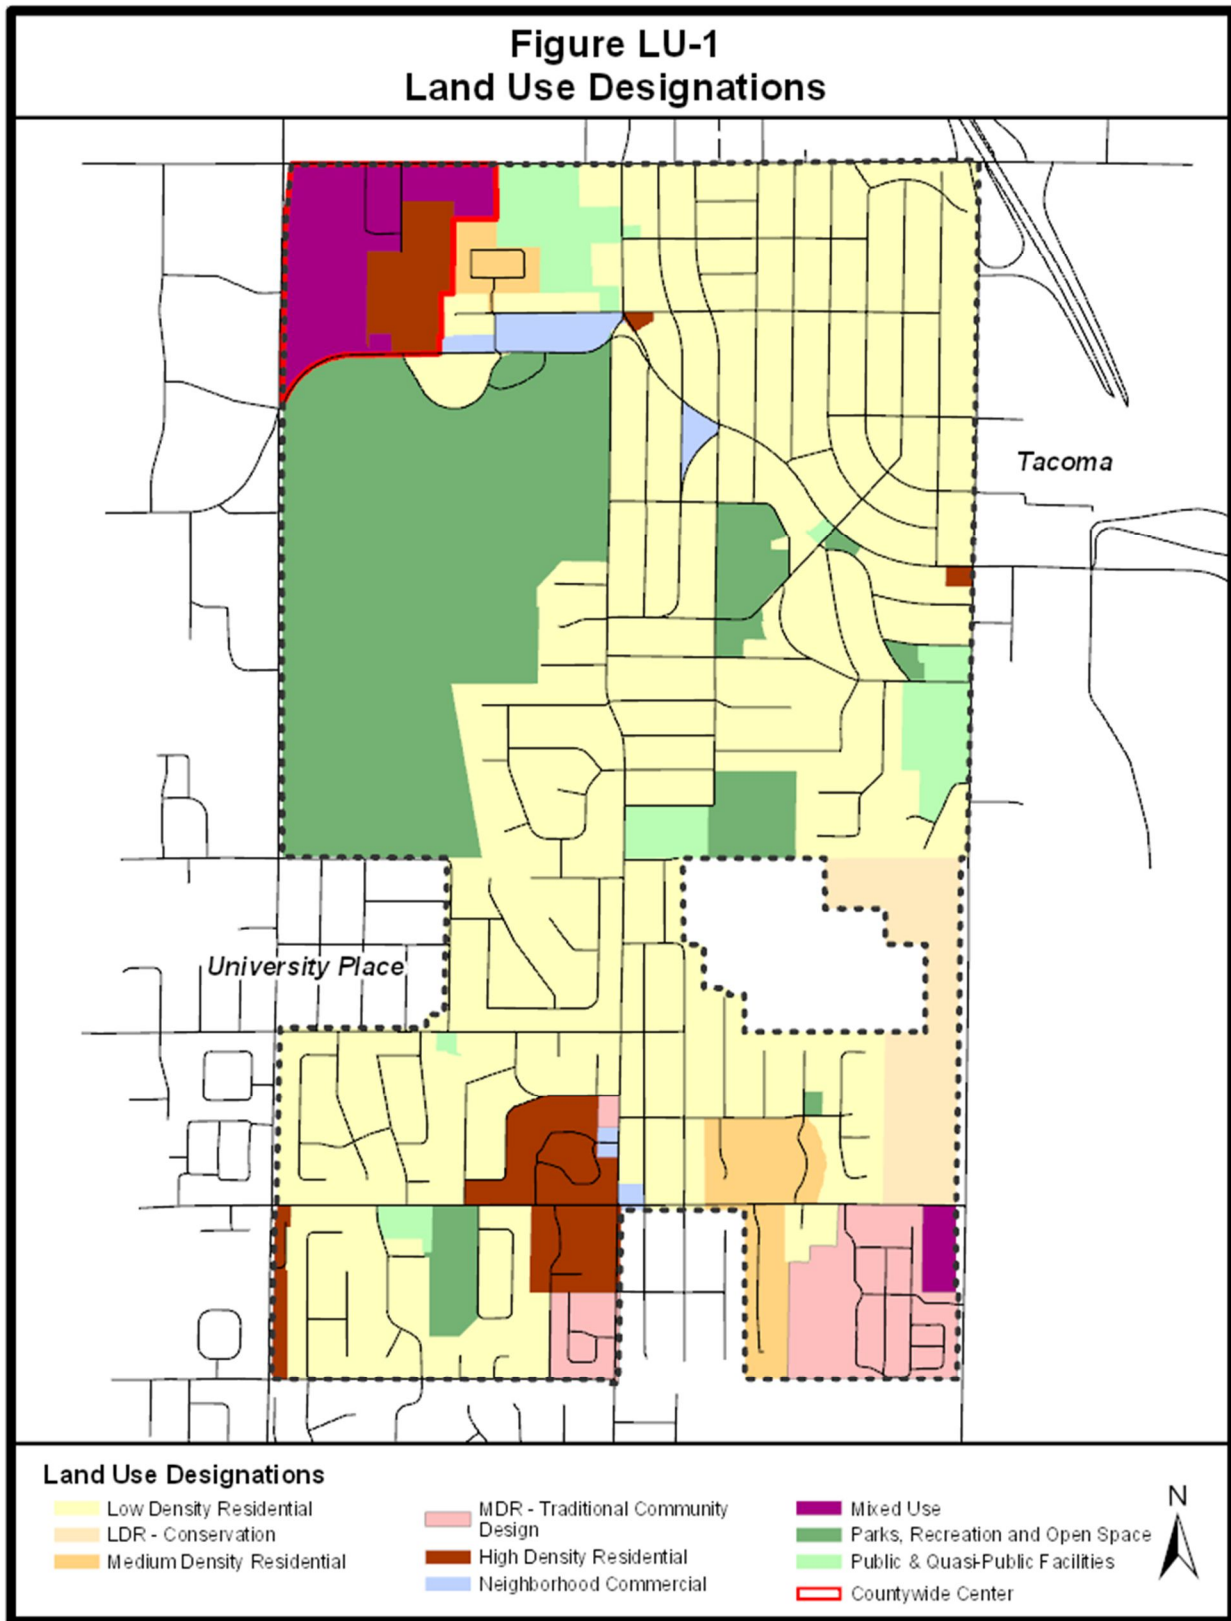 Figure LU-1
Land Use Designations
Tacoma
University Place
Land Use Designations
Low Density Residential
LDR - Conservation
Medium Density Residential
MDR - Traditional Community
Design
High Density Residential
Neighborhood Commercial
Mixed Use
Parks, Recreation and Open Space
Public & Quasi-Public Facilities
Countywide Center
N